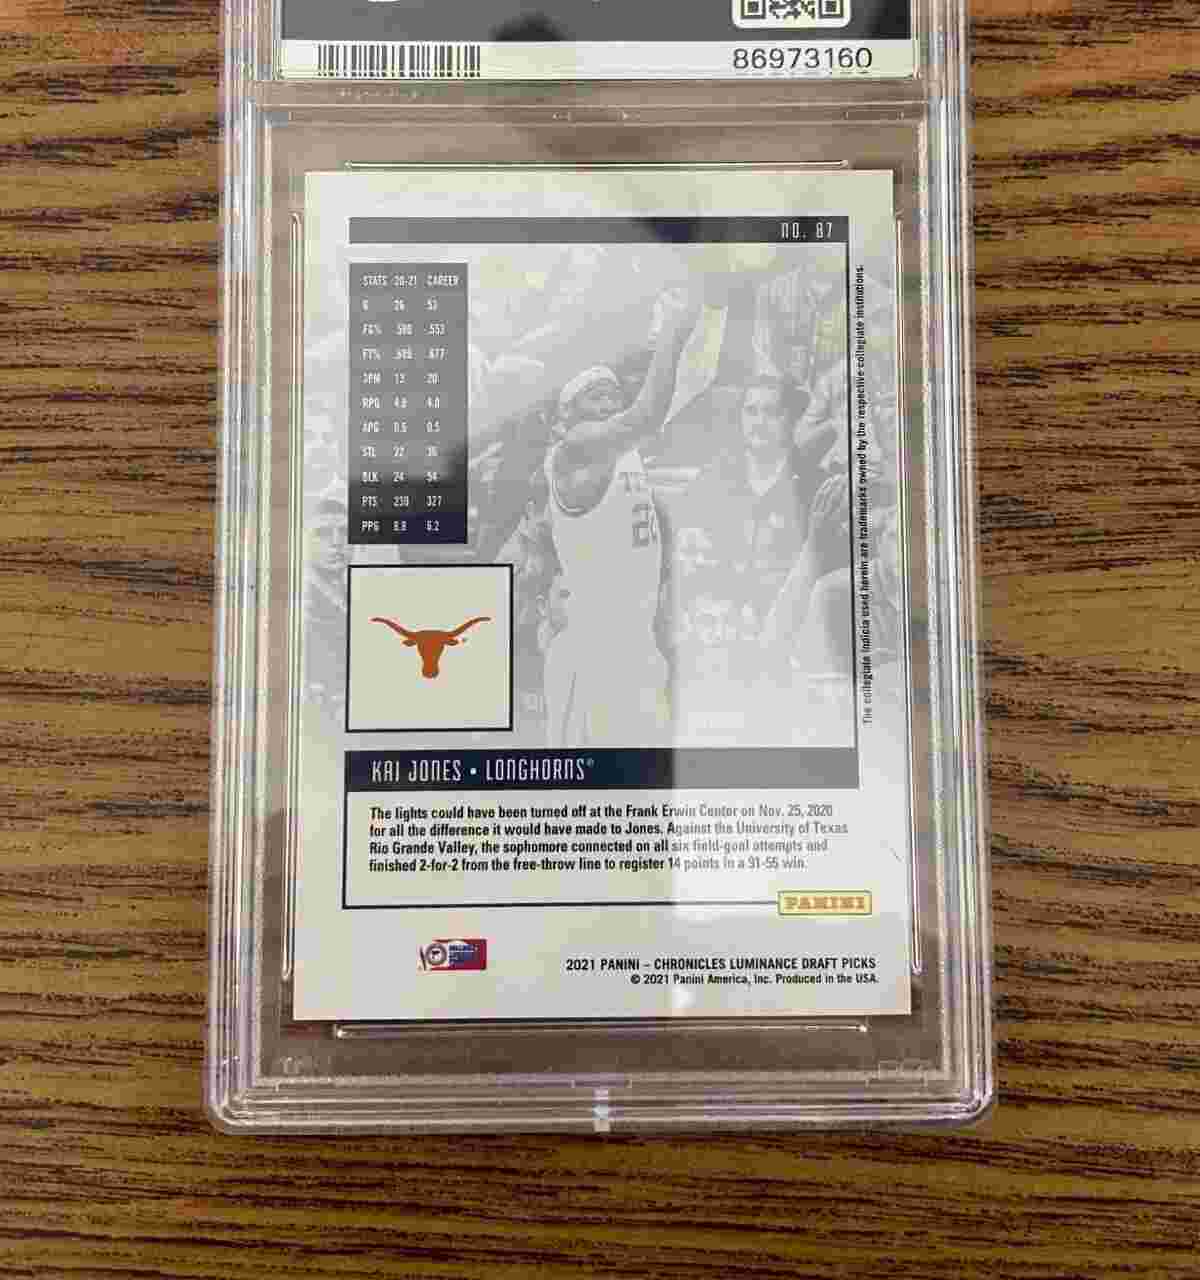 86973160
NO. 87
STATS 20-21 CAREER
G 26 53
FG% .580 .553
FT% .689 .677
3PM 13 20
RPG 4.8 4.0
APG 0.6 0.5
STL 22 36
BLK 24 54
PTS 230 327
PPG 8.8 6.2
The collegiate indicia used herein are trademarks owned by the respective collegiate institutions.
KAI JONES • LONGHORNS®
The lights could have been turned off at the Frank Erwin Center on Nov. 25, 2020
for all the difference it would have made to Jones. Against the University of Texas
Rio Grande Valley, the sophomore connected on all six field-goal attempts and
finished 2-for-2 from the free-throw line to register 14 points in a 91-55 win.
PANINI
2021 PANINI – CHRONICLES LUMINANCE DRAFT PICKS
© 2021 Panini America, Inc. Produced in the USA.